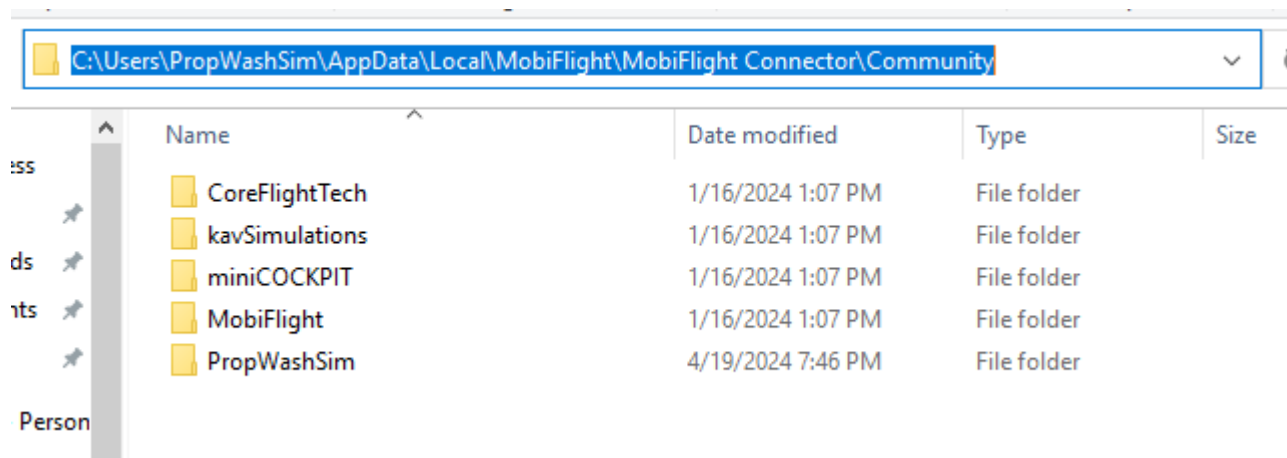 C:\Users\PropWashSim\AppData\Local\MobiFlight\MobiFlight Connector\Community
Name Date modified Type Size
ess
CoreFlightTech 1/16/2024 1:07 PM File folder
kavSimulations 1/16/2024 1:07 PM File folder
ds
miniCOCKPIT 1/16/2024 1:07 PM File folder
nts
MobiFlight 1/16/2024 1:07 PM File folder
PropWashSim 4/19/2024 7:46 PM File folder
Person